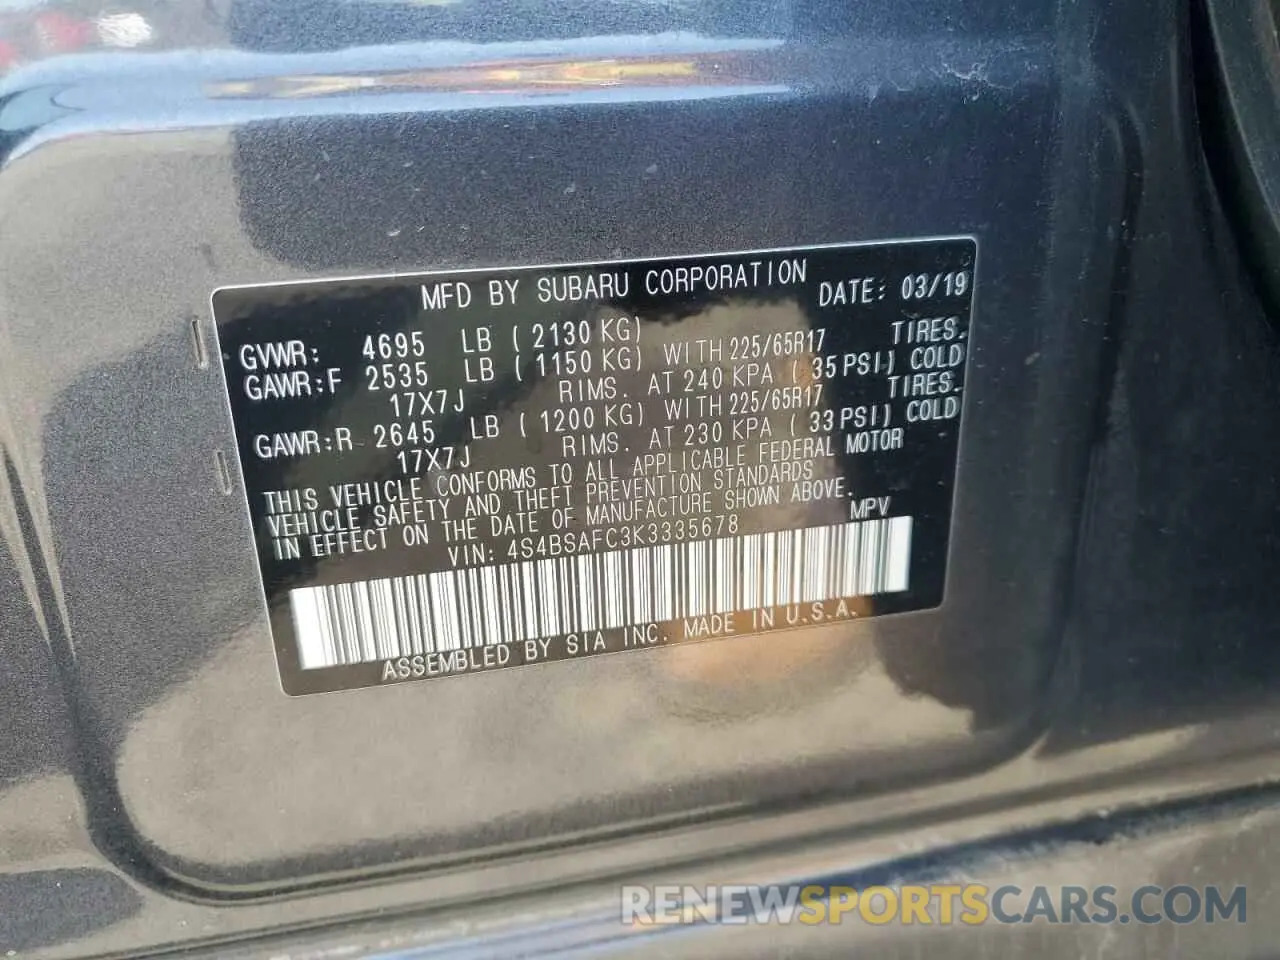 MFD BY SUBARU CORPORATION
DATE: 03/19
GVWR: 4695 LB ( 2130 KG)
GAWR:F 2535 LB ( 1150 KG) WITH 225/65R17 TIRES.
17X7J RIMS. AT 240 KPA ( 35 PSI) COLD
GAWR:R 2645 LB ( 1200 KG) WITH 225/65R17 TIRES.
17X7J RIMS. AT 230 KPA ( 33 PSI) COLD
THIS VEHICLE CONFORMS TO ALL APPLICABLE FEDERAL MOTOR
VEHICLE SAFETY AND THEFT PREVENTION STANDARDS
IN EFFECT ON THE DATE OF MANUFACTURE SHOWN ABOVE.
VIN: 4S4BSAFC3K3335678 MPV
ASSEMBLED BY SIA INC. MADE IN U.S.A.
RENEWSPORTSCARS.COM